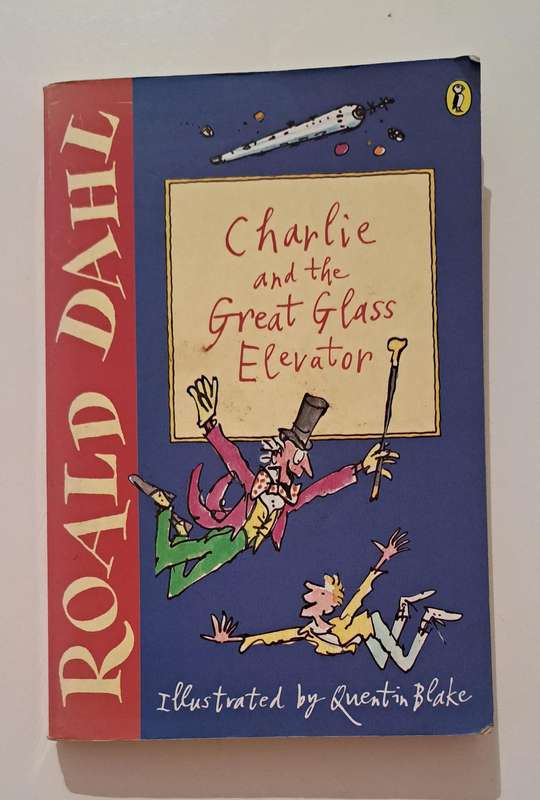 ROALD DAHL
Charlie
and the
Great Glass
Elevator
Illustrated by Quentin Blake